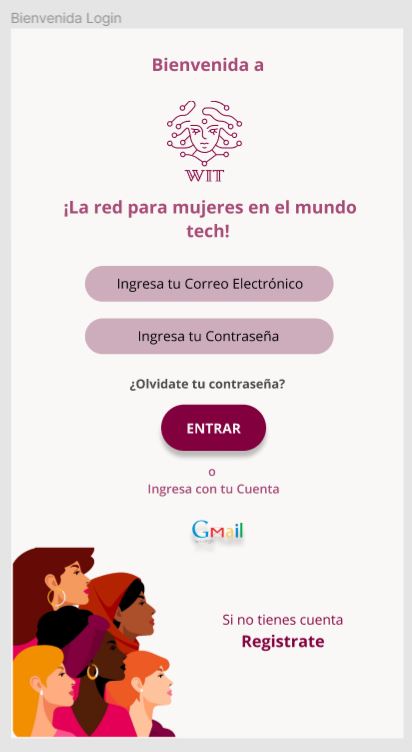 Bienvenida Login
Bienvenida a
WIT
¡La red para mujeres en el mundo
tech!
Ingresa tu Correo Electrónico
Ingresa tu Contraseña
¿Olvidate tu contraseña?
ENTRAR
o
Ingresa con tu Cuenta
Gmail
Si no tienes cuenta
Registrate